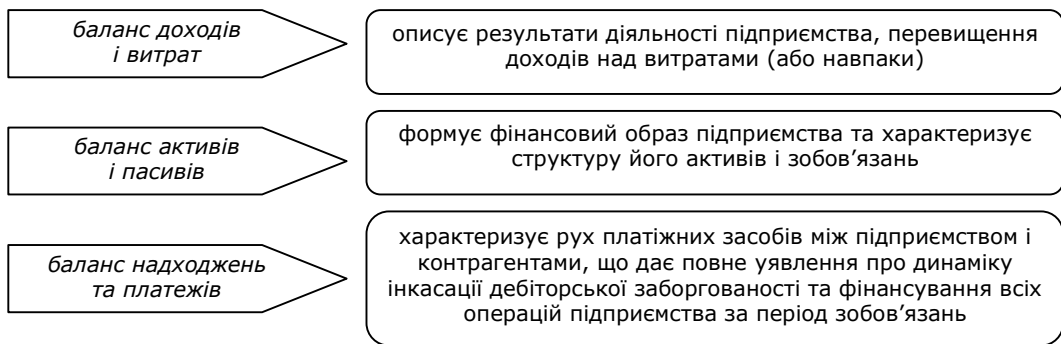 баланс доходів
і витрат
описує результати діяльності підприємства, перевищення
доходів над витратами (або навпаки)
баланс активів
і пасивів
формує фінансовий образ підприємства та характеризує
структуру його активів і зобов’язань
баланс надходжень
та платежів
характеризує рух платіжних засобів між підприємством і
контрагентами, що дає повне уявлення про динаміку
інкасації дебіторської заборгованості та фінансування всіх
операцій підприємства за період зобов’язань